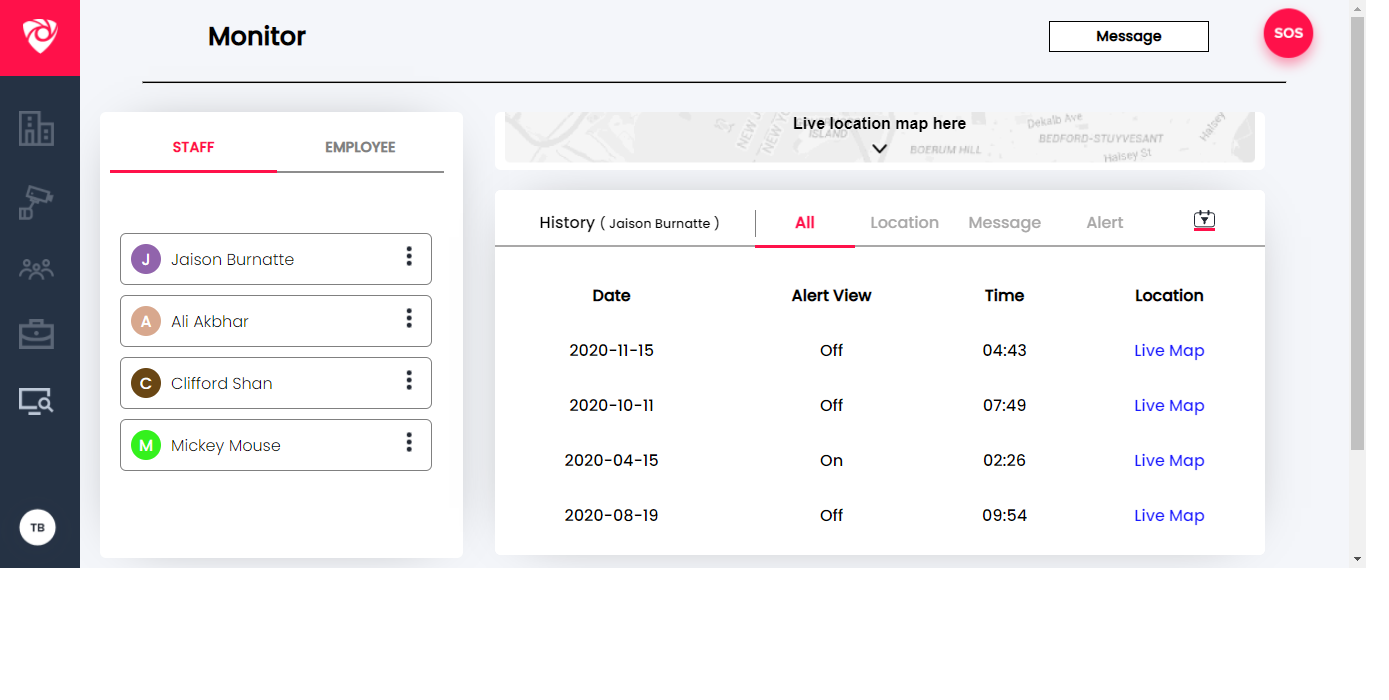 Monitor
Message
SOS
STAFF
EMPLOYEE
J Jaison Burnatte
A Ali Akbhar
C Clifford Shan
M Mickey Mouse
TB
Live location map here
NEW J
NEW YO
ISLAND
BOERUM HILL
Dekalb Ave
BEDFORD-STUYVESANT
Halsey St
Halsey
History ( Jaison Burnatte )
All
Location
Message
Alert
Date Alert View Time Location
2020-11-15 Off 04:43 Live Map
2020-10-11 Off 07:49 Live Map
2020-04-15 On 02:26 Live Map
2020-08-19 Off 09:54 Live Map